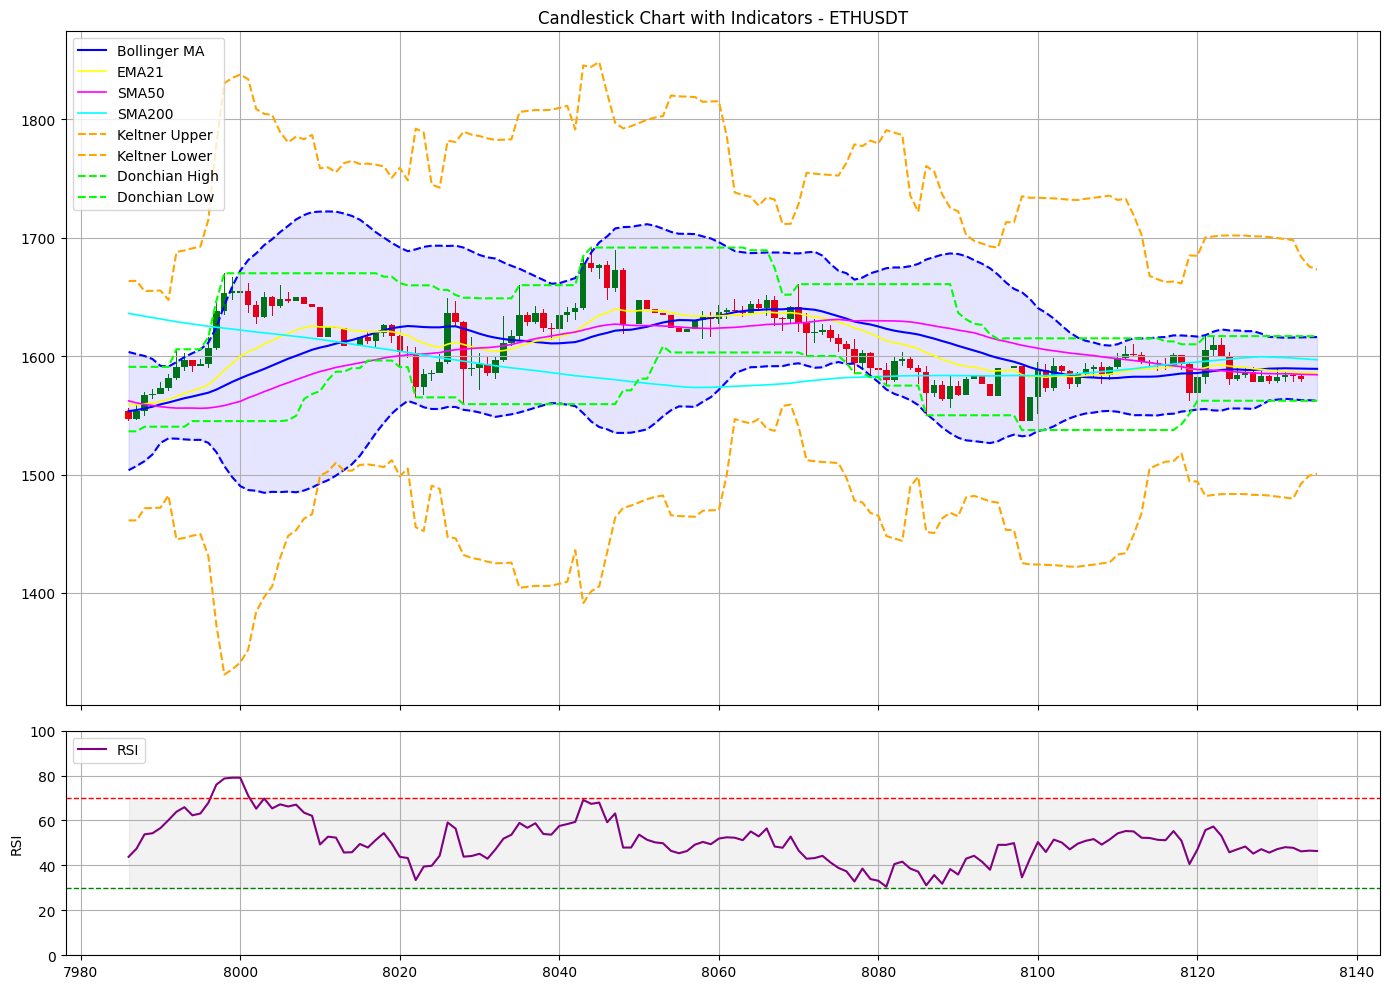 Candlestick Chart with Indicators - ETHUSDT
Bollinger MA
EMA21
SMA50
SMA200
Keltner Upper
Keltner Lower
Donchian High
Donchian Low
1800
1700
1600
1500
1400
RSI
100
80
60
40
20
0
RSI
7980
8000
8020
8040
8060
8080
8100
8120
8140